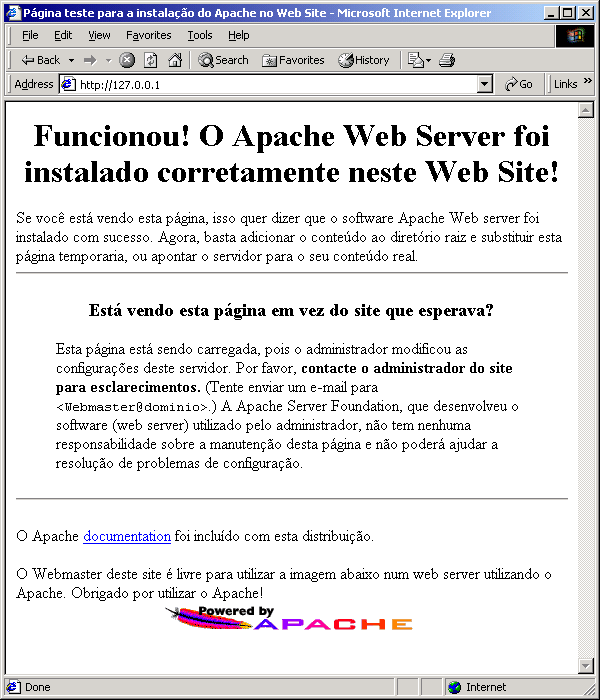 Página teste para a instalação do Apache no Web Site - Microsoft Internet Explorer
File Edit View Favorites Tools Help
Back Search Favorites History
Address http://127.0.0.1 Go Links »
Funcionou! O Apache Web Server foi
instalado corretamente neste Web Site!
Se você está vendo esta página, isso quer dizer que o software Apache Web server foi
instalado com sucesso. Agora, basta adicionar o conteúdo ao diretório raiz e substituir esta
página temporaria, ou apontar o servidor para o seu conteúdo real.
Está vendo esta página em vez do site que esperava?
Esta página está sendo carregada, pois o administrador modificou as
configurações deste servidor. Por favor, contacte o administrador do site
para esclarecimentos. (Tente enviar um e-mail para
<Webmaster@dominio>.) A Apache Server Foundation, que desenvolveu o
software (web server) utilizado pelo administrador, não tem nenhuma
responsabilidade sobre a manutenção desta página e não poderá ajudar a
resolução de problemas de configuração.
O Apache documentation foi incluído com esta distribuição.
O Webmaster deste site é livre para utilizar a imagem abaixo num web server utilizando o
Apache. Obrigado por utilizar o Apache!
Powered by
APACHE
Done Internet